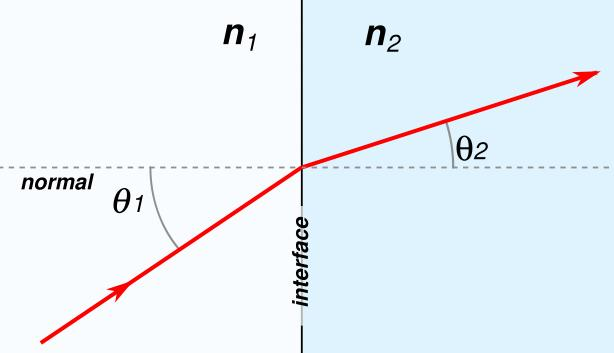 n1
n2
normal
θ1
θ2
interface